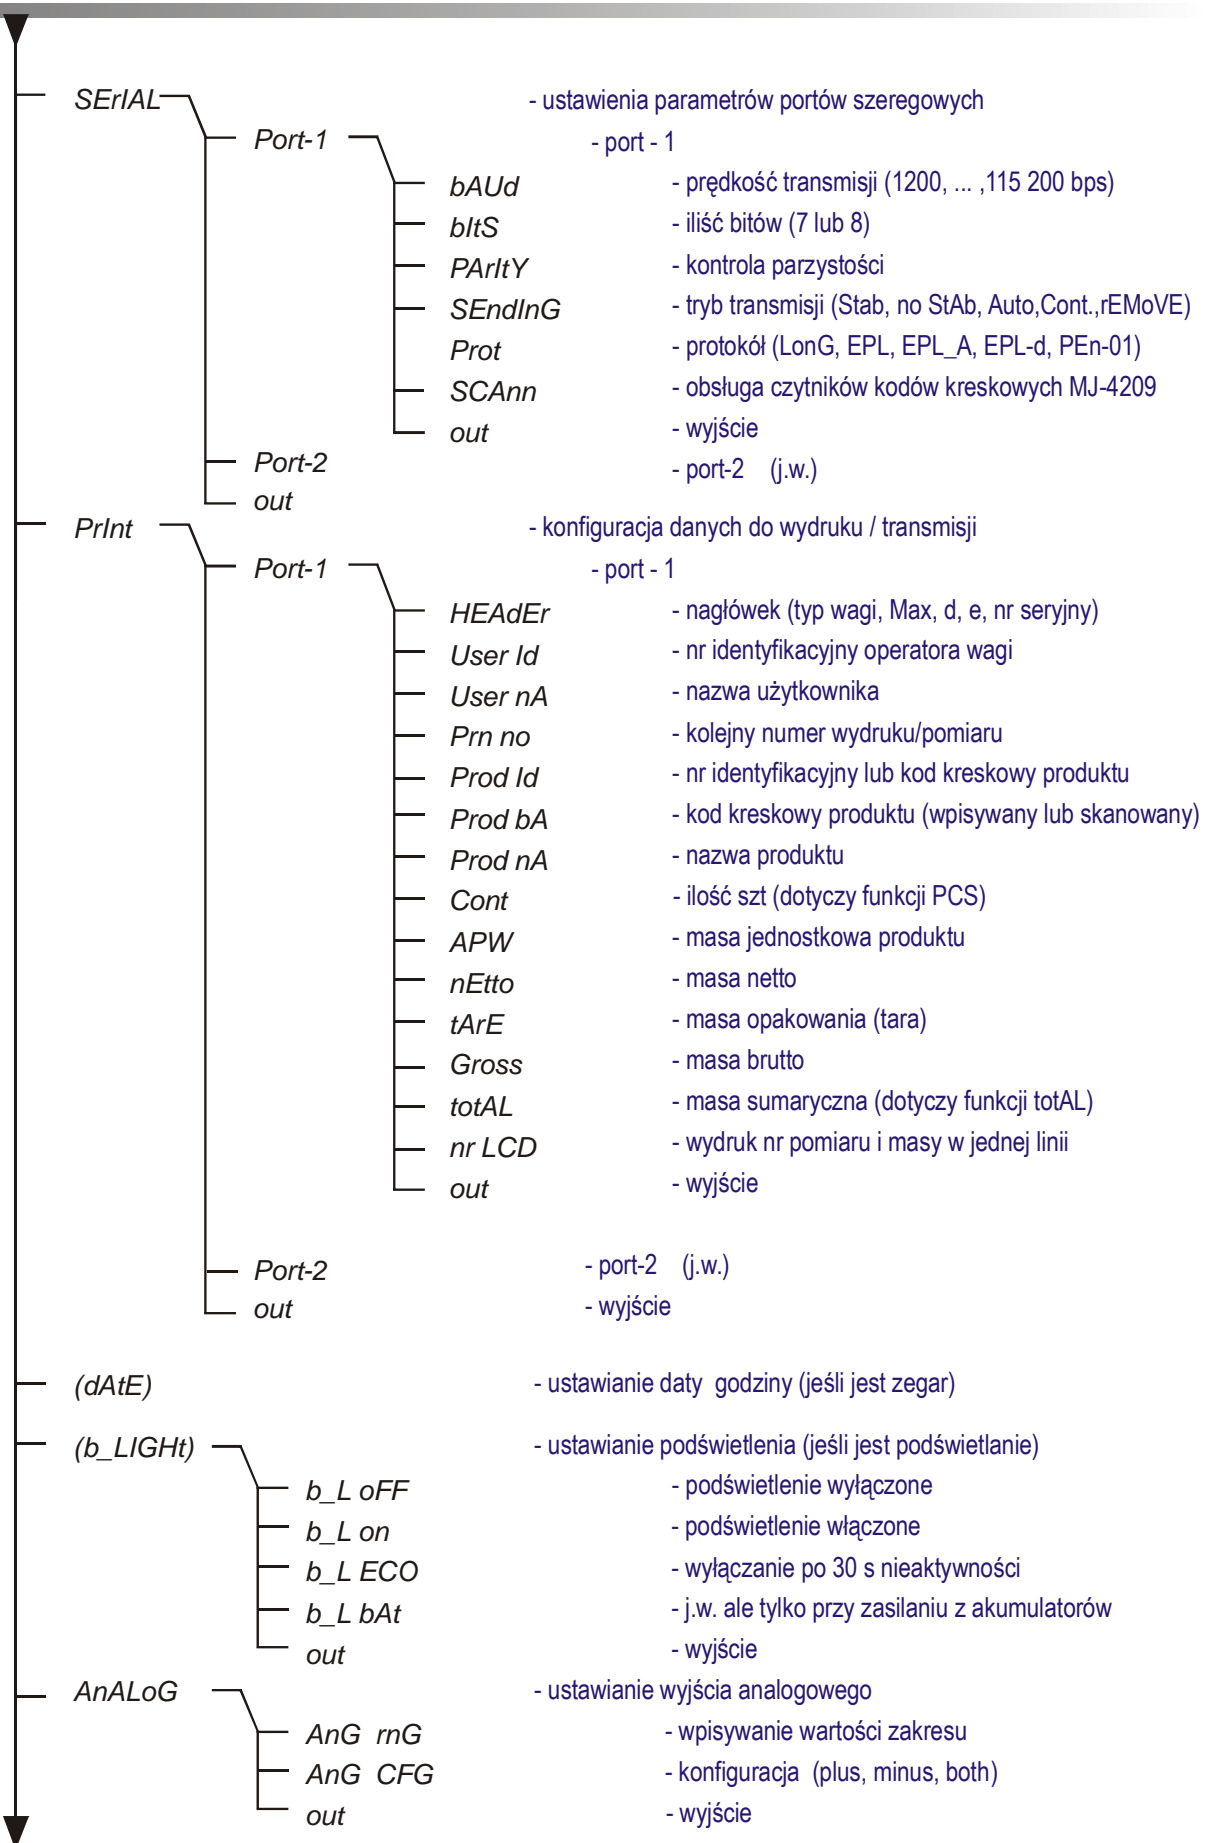 SErIAL - ustawienia parametrów portów szeregowych
Port-1 - port - 1
bAUd - prędkość transmisji (1200, ... ,115 200 bps)
bItS - iliść bitów (7 lub 8)
PArItY - kontrola parzystości
SEndInG - tryb transmisji (Stab, no StAb, Auto,Cont.,rEMoVE)
Prot - protokół (LonG, EPL, EPL_A, EPL-d, PEn-01)
SCAnn - obsługa czytników kodów kreskowych MJ-4209
out - wyjście
Port-2 - port-2 (j.w.)
out
PrInt - konfiguracja danych do wydruku / transmisji
Port-1 - port - 1
HEAdEr - nagłówek (typ wagi, Max, d, e, nr seryjny)
User Id - nr identyfikacyjny operatora wagi
User nA - nazwa użytkownika
Prn no - kolejny numer wydruku/pomiaru
Prod Id - nr identyfikacyjny lub kod kreskowy produktu
Prod bA - kod kreskowy produktu (wpisywany lub skanowany)
Prod nA - nazwa produktu
Cont - ilość szt (dotyczy funkcji PCS)
APW - masa jednostkowa produktu
nEtto - masa netto
tArE - masa opakowania (tara)
Gross - masa brutto
totAL - masa sumaryczna (dotyczy funkcji totAL)
nr LCD - wydruk nr pomiaru i masy w jednej linii
out - wyjście
Port-2 - port-2 (j.w.)
out - wyjście
(dAtE) - ustawianie daty godziny (jeśli jest zegar)
(b_LIGHt) - ustawianie podświetlenia (jeśli jest podświetlanie)
b_L oFF - podświetlenie wyłączone
b_L on - podświetlenie włączone
b_L ECO - wyłączanie po 30 s nieaktywności
b_L bAt - j.w. ale tylko przy zasilaniu z akumulatorów
out - wyjście
AnALoG - ustawianie wyjścia analogowego
AnG rnG - wpisywanie wartości zakresu
AnG CFG - konfiguracja (plus, minus, both)
out - wyjście